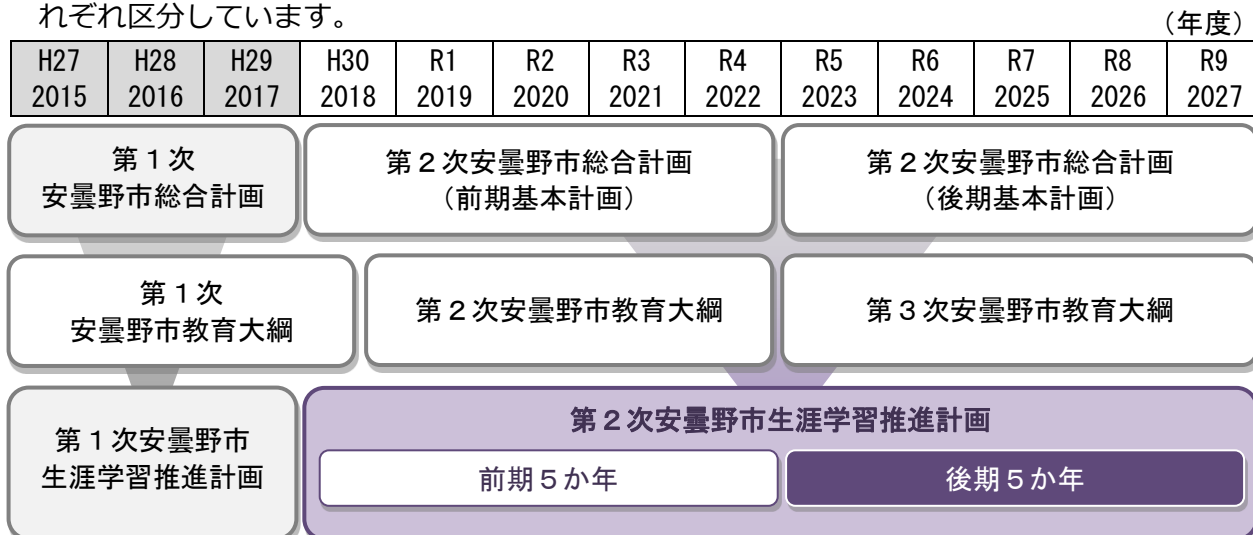 れぞれ区分しています。
（年度）
H27 H28 H29 H30 R1 R2 R3 R4 R5 R6 R7 R8 R9
2015 2016 2017 2018 2019 2020 2021 2022 2023 2024 2025 2026 2027
第１次
安曇野市総合計画
第２次安曇野市総合計画
（前期基本計画）
第２次安曇野市総合計画
（後期基本計画）
第１次
安曇野市教育大綱
第２次安曇野市教育大綱
第３次安曇野市教育大綱
第１次安曇野市
生涯学習推進計画
第２次安曇野市生涯学習推進計画
前期５か年
後期５か年